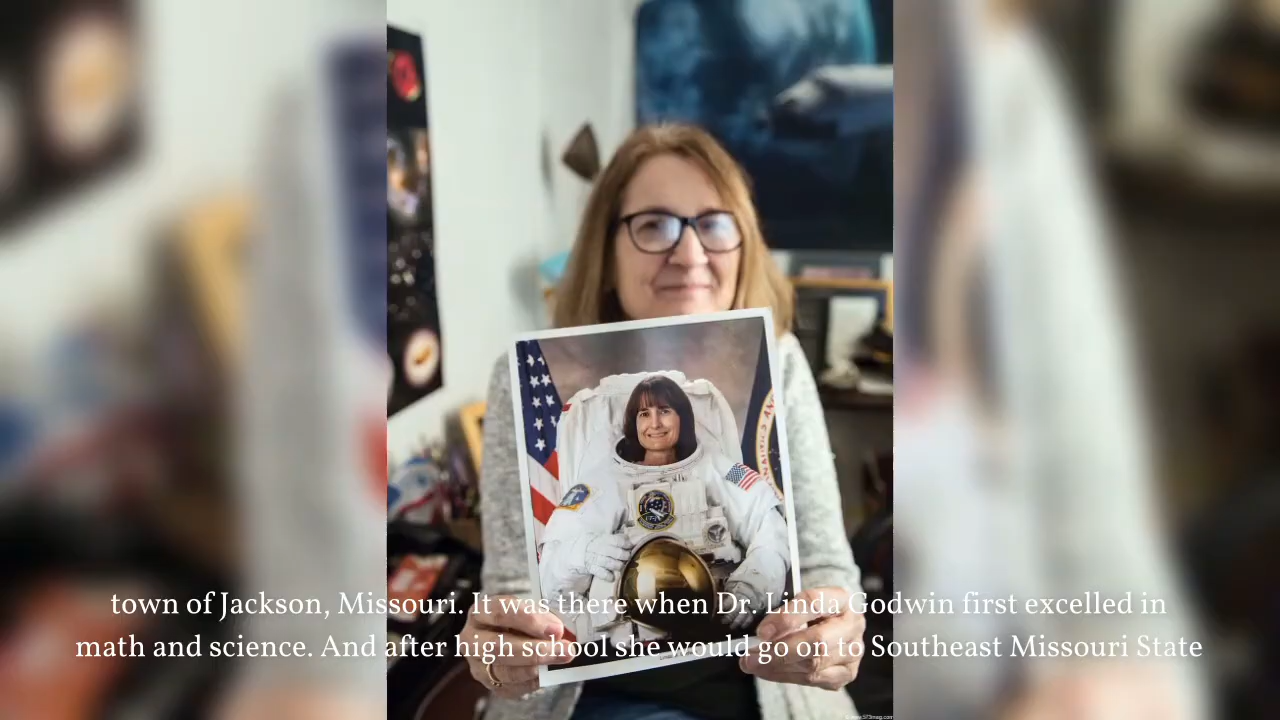 town of Jackson, Missouri. It was there when Dr. Linda Godwin first excelled in
math and science. And after high school she would go on to Southeast Missouri State